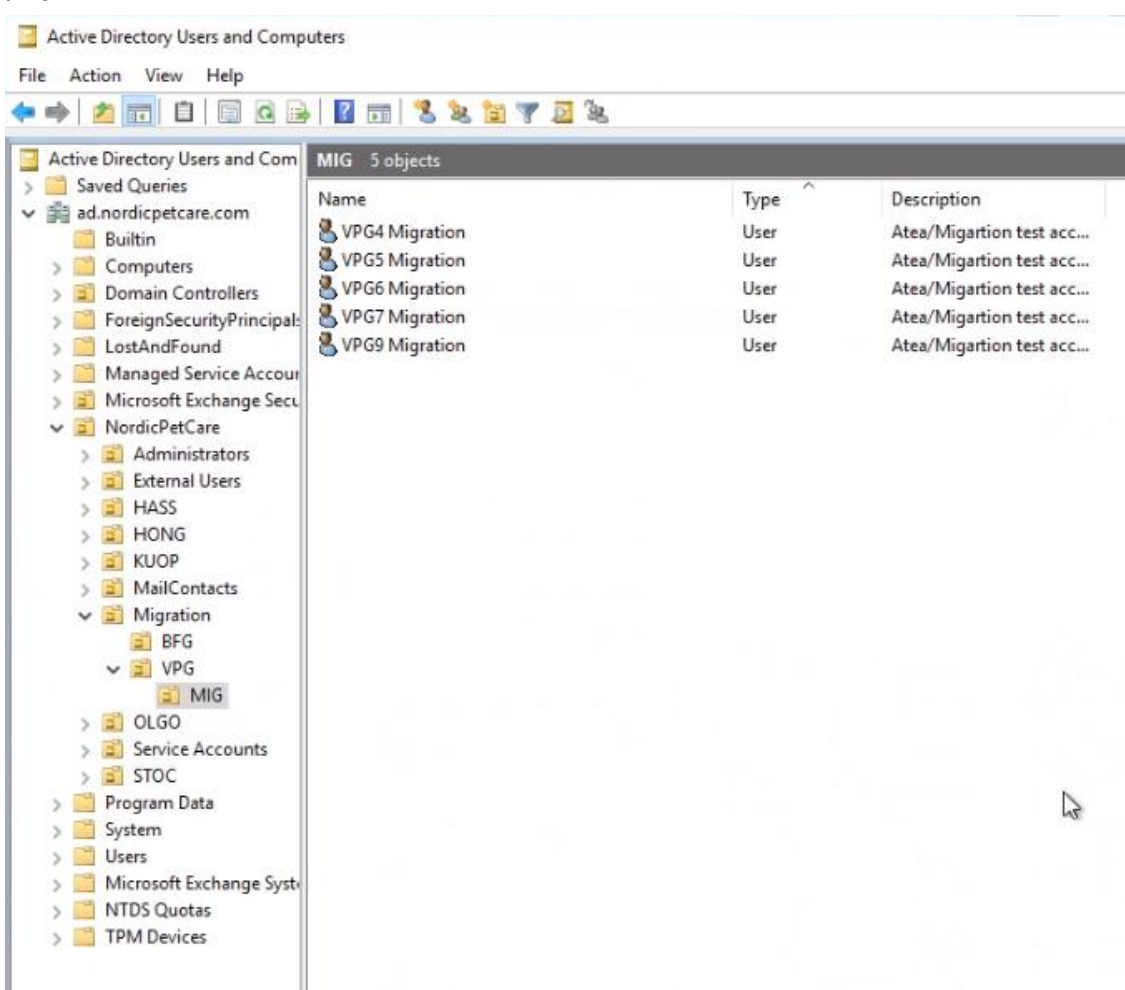 Active Directory Users and Computers
File Action View Help
Active Directory Users and Com
Saved Queries
ad.nordicpetcare.com
Builtin
Computers
Domain Controllers
ForeignSecurityPrincipals
LostAndFound
Managed Service Accour
Microsoft Exchange Secu
NordicPetCare
Administrators
External Users
HASS
HONG
KUOP
MailContacts
Migration
BFG
VPG
MIG
OLGO
Service Accounts
STOC
Program Data
System
Users
Microsoft Exchange Syste
NTDS Quotas
TPM Devices
MIG 5 objects
Name Type Description
VPG4 Migration User Atea/Migartion test acc...
VPG5 Migration User Atea/Migartion test acc...
VPG6 Migration User Atea/Migartion test acc...
VPG7 Migration User Atea/Migartion test acc...
VPG9 Migration User Atea/Migartion test acc...